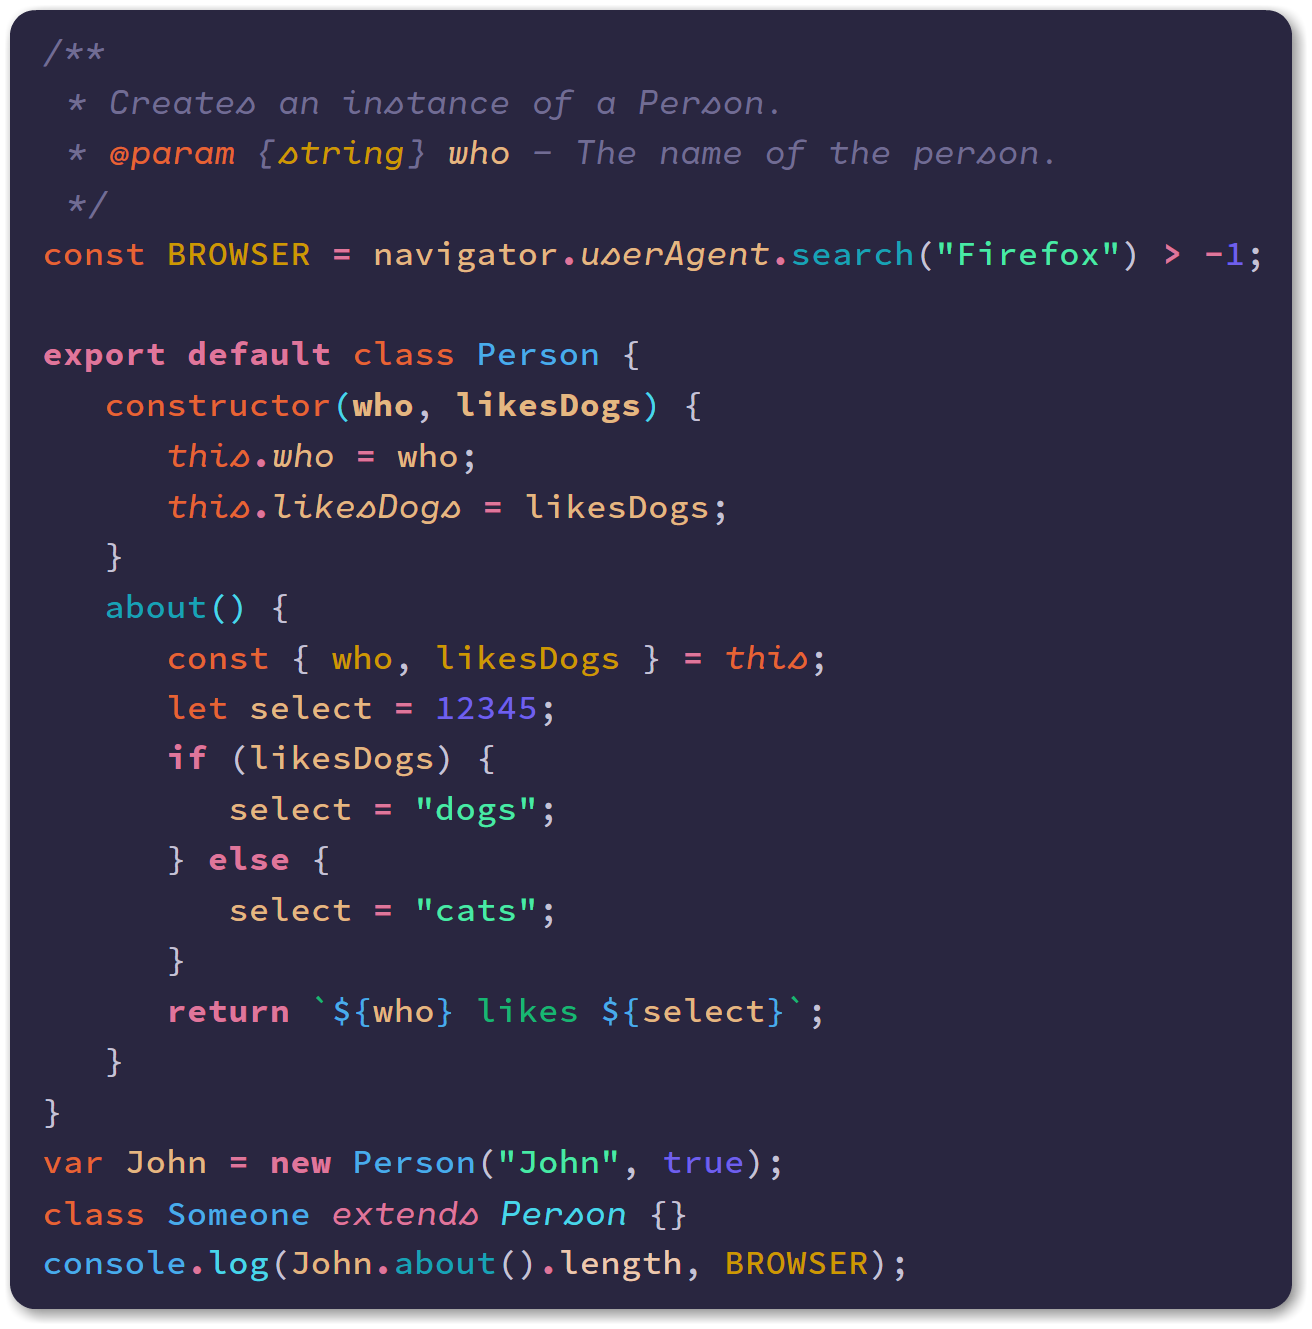 /**
 * Creates an instance of a Person.
 * @param {string} who - The name of the person.
 */
const BROWSER = navigator.userAgent.search("Firefox") > -1;

export default class Person {
   constructor(who, likesDogs) {
      this.who = who;
      this.likesDogs = likesDogs;
   }
   about() {
      const { who, likesDogs } = this;
      let select = 12345;
      if (likesDogs) {
         select = "dogs";
      } else {
         select = "cats";
      }
      return `${who} likes ${select}`;
   }
}
var John = new Person("John", true);
class Someone extends Person {}
console.log(John.about().length, BROWSER);